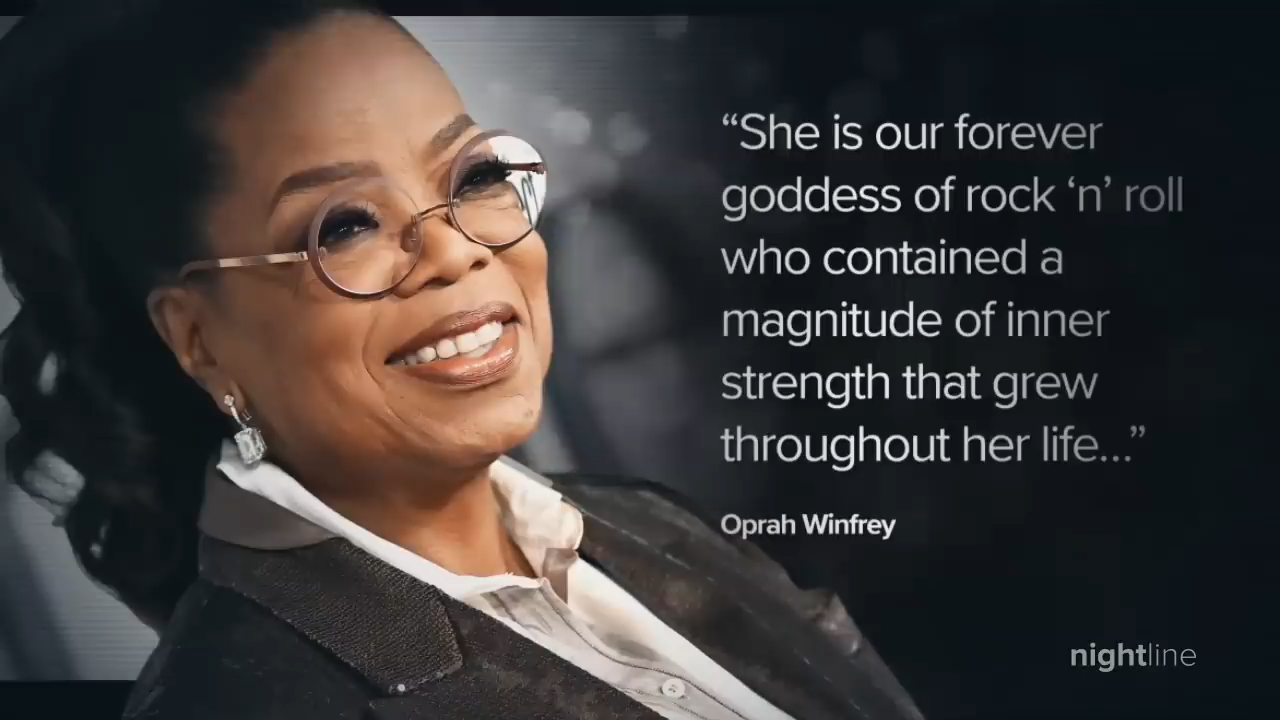 “She is our forever
goddess of rock ‘n’ roll
who contained a
magnitude of inner
strength that grew
throughout her life...”
Oprah Winfrey
nightline